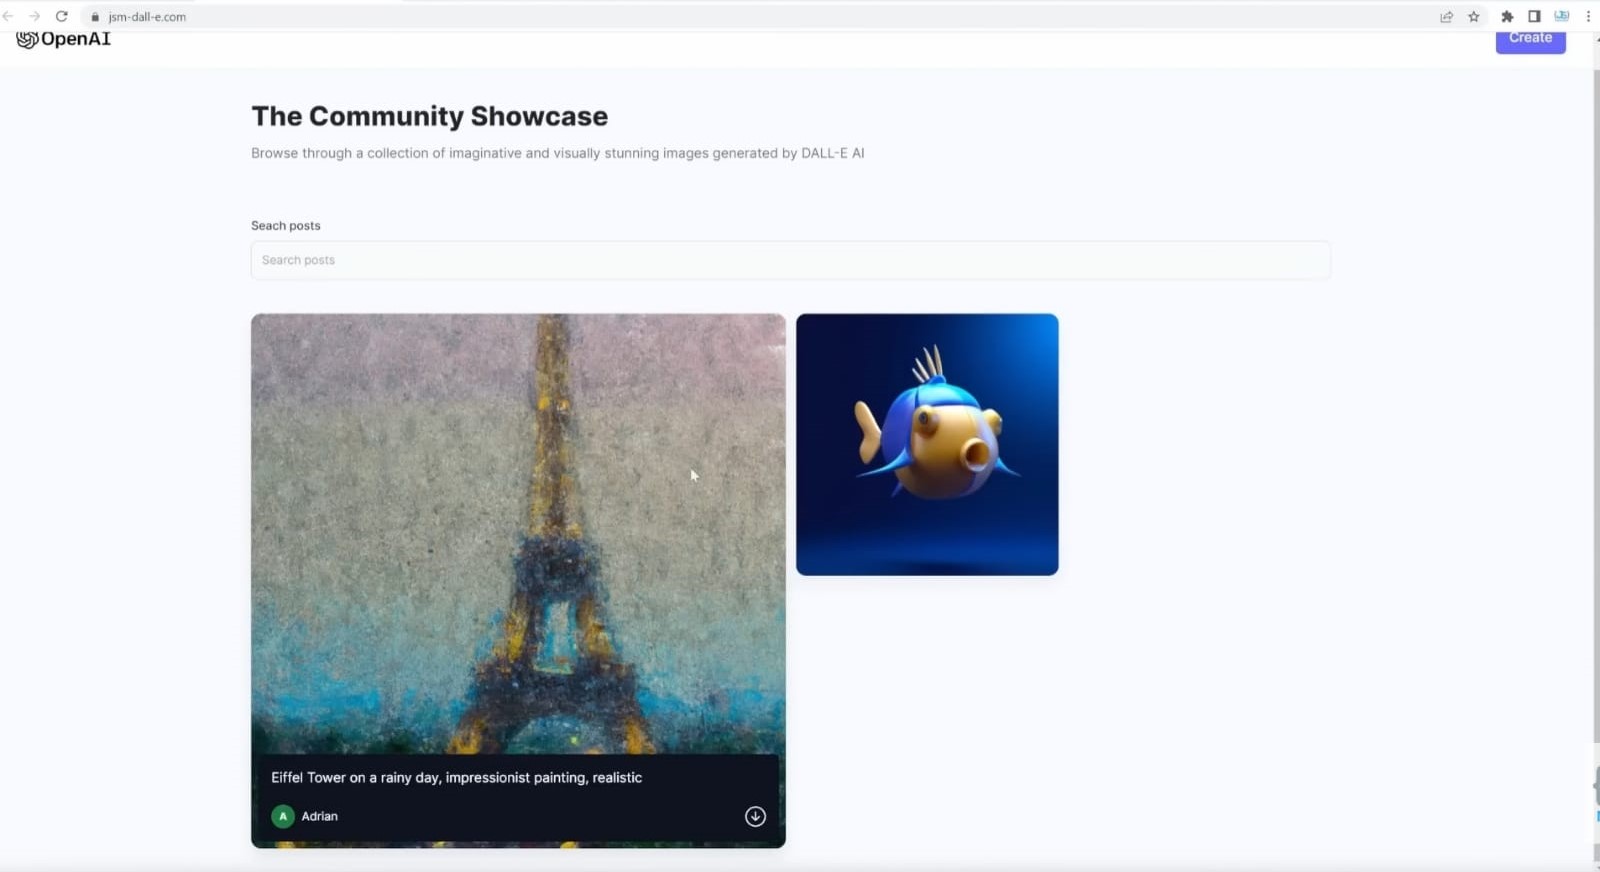 jsm-dall-e.com
OpenAI
Create
The Community Showcase
Browse through a collection of imaginative and visually stunning images generated by DALL-E AI
Seach posts
Search posts
Eiffel Tower on a rainy day, impressionist painting, realistic
A Adrian